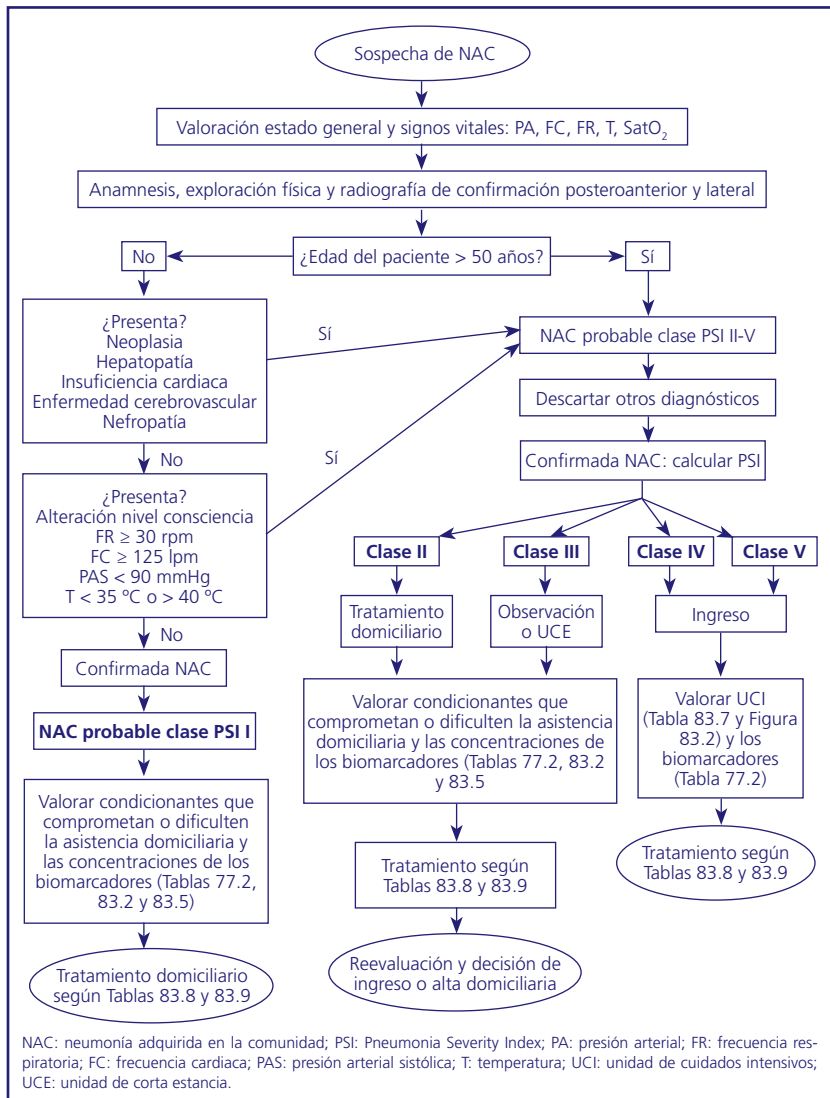 Sospecha de NAC
Valoración estado general y signos vitales: PA, FC, FR, T, SatO₂
Anamnesis, exploración física y radiografía de confirmación posteroanterior y lateral
No
¿Edad del paciente > 50 años?
Sí
¿Presenta?
Neoplasia
Hepatopatía
Insuficiencia cardiaca
Enfermedad cerebrovascular
Nefropatía
Sí
NAC probable clase PSI II-V
Descartar otros diagnósticos
No
Sí
Confirmada NAC: calcular PSI
¿Presenta?
Alteración nivel consciencia
FR ≥ 30 rpm
FC ≥ 125 lpm
PAS < 90 mmHg
T < 35 ºC o > 40 ºC
Clase II
Clase III
Clase IV
Clase V
Tratamiento
domiciliario
Observación
o UCE
Ingreso
No
Confirmada NAC
NAC probable clase PSI I
Valorar condicionantes que
comprometan o dificulten
la asistencia domiciliaria y
las concentraciones de los
biomarcadores (Tablas 77.2,
83.2 y 83.5)
Tratamiento domiciliario
según Tablas 83.8 y 83.9
Valorar condicionantes que
comprometan o dificulten la asistencia
domiciliaria y las concentraciones de
los biomarcadores (Tablas 77.2, 83.2
y 83.5
Tratamiento según
Tablas 83.8 y 83.9
Reevaluación y decisión de
ingreso o alta domiciliaria
Valorar UCI
(Tabla 83.7 y Figura
83.2) y los
biomarcadores
(Tabla 77.2)
Tratamiento según
Tablas 83.8 y 83.9
NAC: neumonía adquirida en la comunidad; PSI: Pneumonia Severity Index; PA: presión arterial; FR: frecuencia res-
piratoria; FC: frecuencia cardiaca; PAS: presión arterial sistólica; T: temperatura; UCI: unidad de cuidados intensivos;
UCE: unidad de corta estancia.